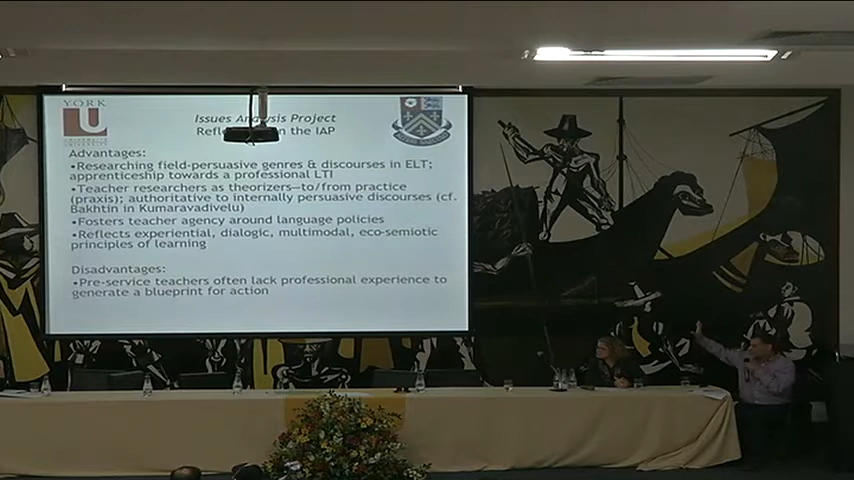 YORK
U
Issues Analysis Project
Refle on the IAP
Advantages:
•Researching field-persuasive genres & discourses in ELT;
apprenticeship towards a professional LTI
•Teacher researchers as theorizers—to/from practice
(praxis); authoritative to internally persuasive discourses (cf.
Bakhtin in Kumaravadivelu)
•Fosters teacher agency around language policies
•Reflects experiential, dialogic, multimodal, eco-semiotic
principles of learning
Disadvantages:
•Pre-service teachers often lack professional experience to
generate a blueprint for action